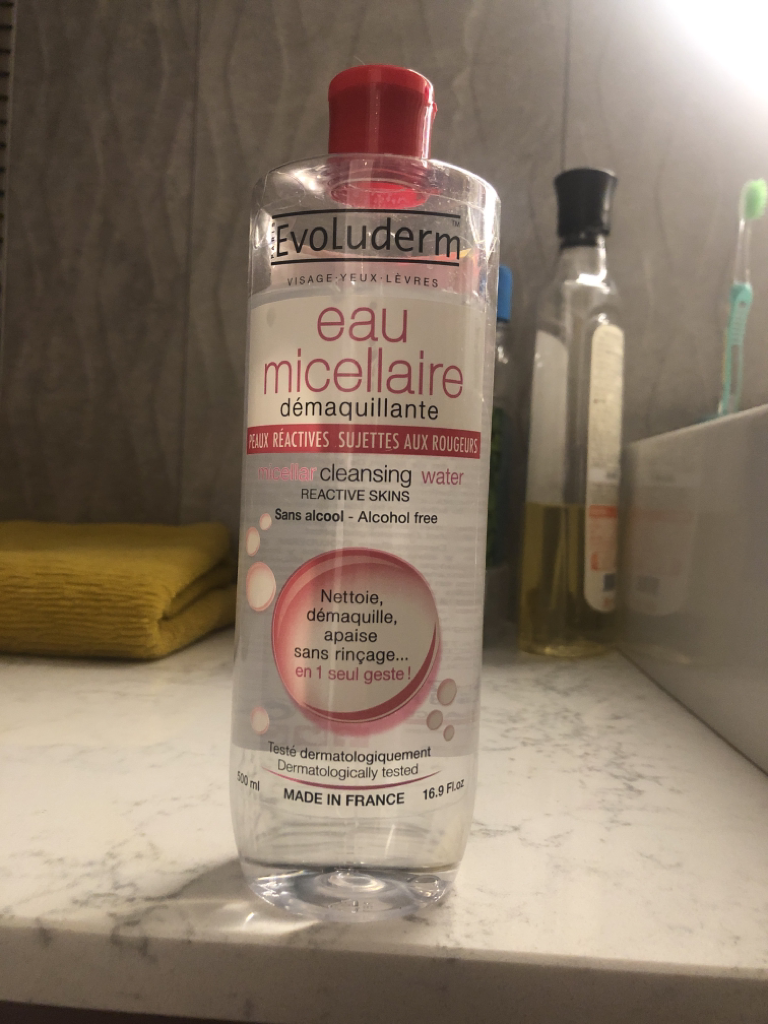 PARIS
EvoLuderm™
VISAGE·YEUX·LÈVRES
eau
micellaire
démaquillante
PEAUX RÉACTIVES SUJETTES AUX ROUGEURS
micellar cleansing water
REACTIVE SKINS
Sans alcool - Alcohol free
Nettoie,
démaquille,
apaise
sans rinçage...
en 1 seul geste !
Testé dermatologiquement
Dermatologically tested
500 ml MADE IN FRANCE 16.9 Fl.oz